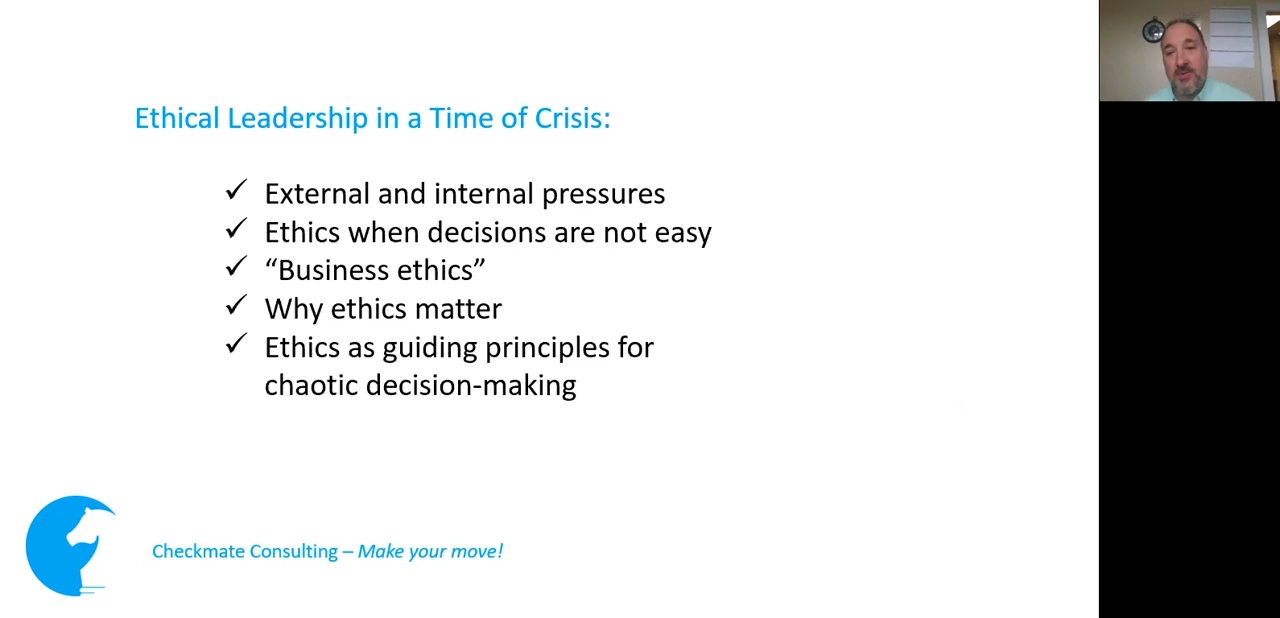 Ethical Leadership in a Time of Crisis:
✓ External and internal pressures
✓ Ethics when decisions are not easy
✓ “Business ethics”
✓ Why ethics matter
✓ Ethics as guiding principles for
chaotic decision-making
Checkmate Consulting – Make your move!